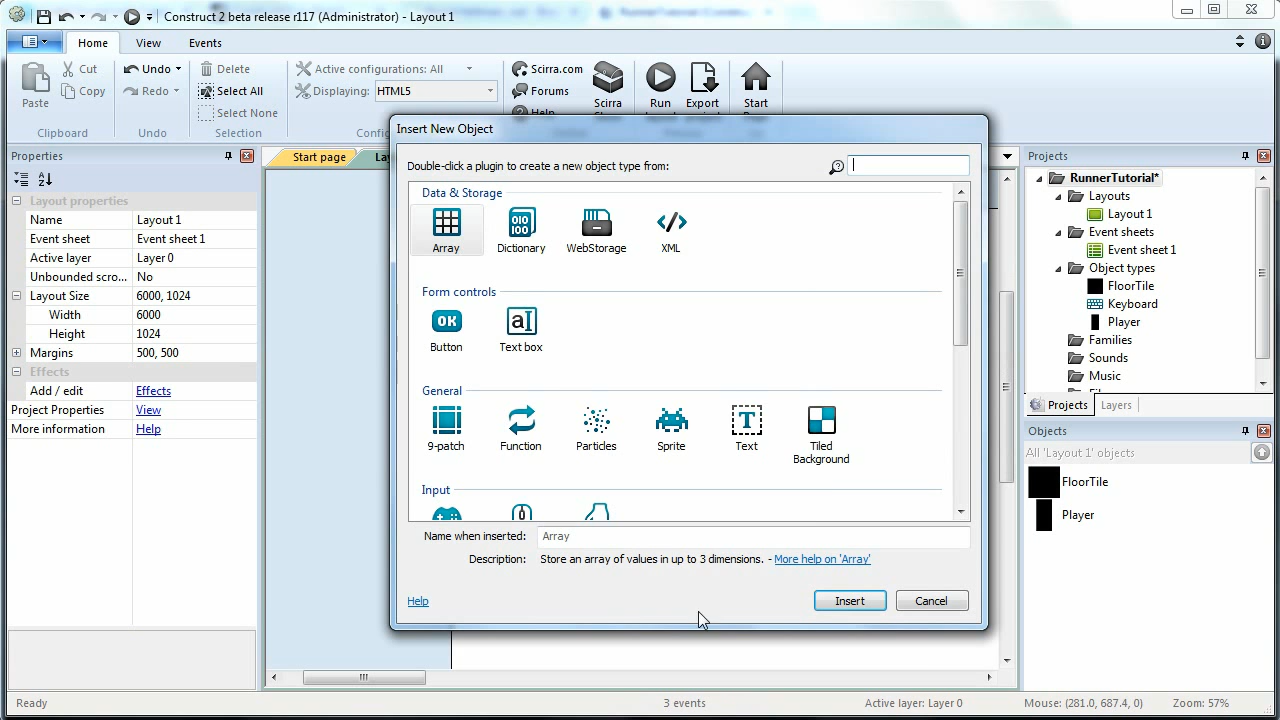 Construct 2 beta release r117 (Administrator) - Layout 1
Home View Events
Paste
Cut
Copy
Clipboard
Undo
Redo
Undo
Delete
Select All
Select None
Selection
Active configurations: All
Displaying: HTML5
Scirra.com
Forums
Help
Scirra
Run
Export
Start
Properties
Layout properties
Name Layout 1
Event sheet Event sheet 1
Active layer Layer 0
Unbounded scro... No
Layout Size 6000, 1024
Width 6000
Height 1024
Margins 500, 500
Effects
Add / edit Effects
Project Properties View
More information Help
Start page
Insert New Object
Double-click a plugin to create a new object type from:
Data & Storage
Array Dictionary WebStorage XML
Form controls
OK
aI
Button Text box
General
T
9-patch Function Particles Sprite Text Tiled
Background
Input
Name when inserted: Array
Description: Store an array of values in up to 3 dimensions. - More help on 'Array'
Help
Insert Cancel
Projects
RunnerTutorial*
Layouts
Layout 1
Event sheets
Event sheet 1
Object types
FloorTile
Keyboard
Player
Families
Sounds
Music
Projects Layers
Objects
All 'Layout 1' objects
FloorTile
Player
Ready 3 events Active layer: Layer 0 Mouse: (281.0, 687.4, 0) Zoom: 57%